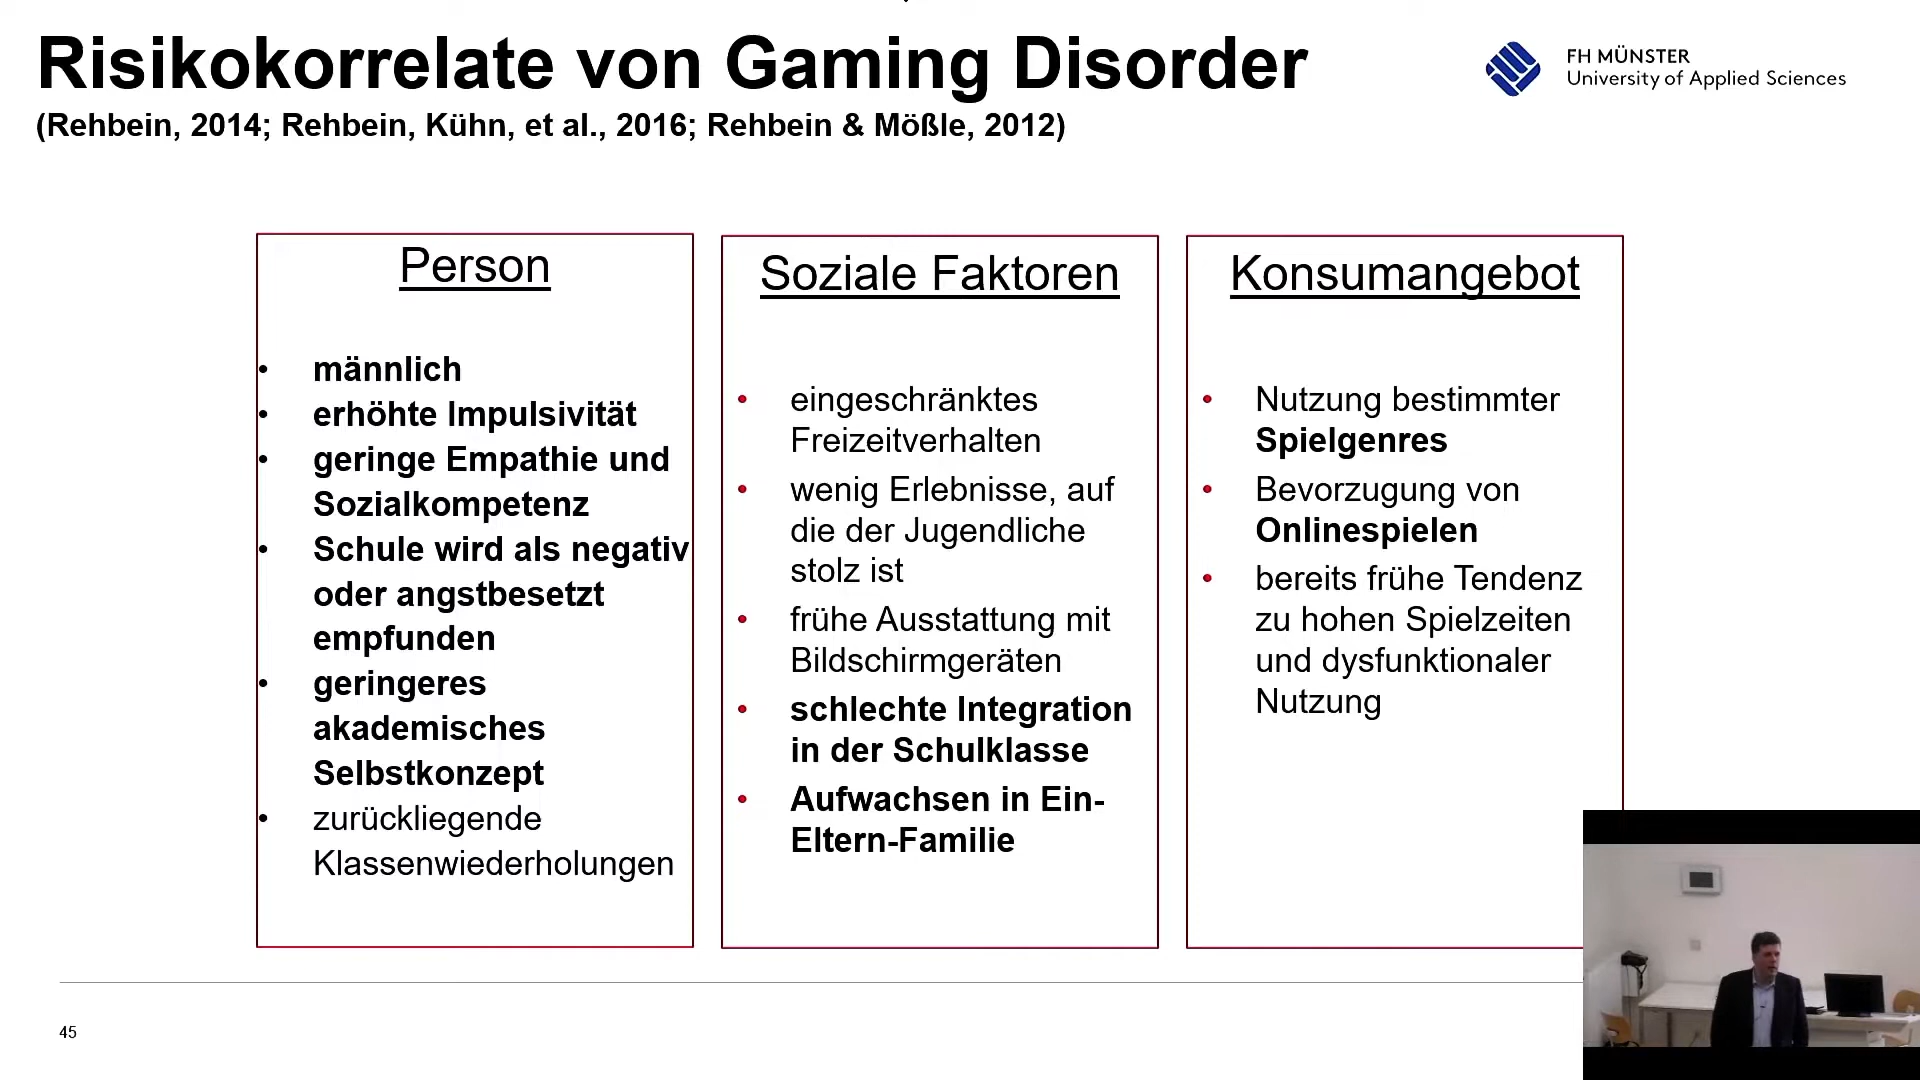 Risikokorrelate von Gaming Disorder
(Rehbein, 2014; Rehbein, Kühn, et al., 2016; Rehbein & Mößle, 2012)
FH MÜNSTER
University of Applied Sciences
Person
• männlich
• erhöhte Impulsivität
• geringe Empathie und
Sozialkompetenz
• Schule wird als negativ
oder angstbesetzt
empfunden
• geringeres
akademisches
Selbstkonzept
• zurückliegende
Klassenwiederholungen
Soziale Faktoren
• eingeschränktes
Freizeitverhalten
• wenig Erlebnisse, auf
die der Jugendliche
stolz ist
• frühe Ausstattung mit
Bildschirmgeräten
• schlechte Integration
in der Schulklasse
• Aufwachsen in Ein-
Eltern-Familie
Konsumangebot
• Nutzung bestimmter
Spielgenres
• Bevorzugung von
Onlinespielen
• bereits frühe Tendenz
zu hohen Spielzeiten
und dysfunktionaler
Nutzung
45